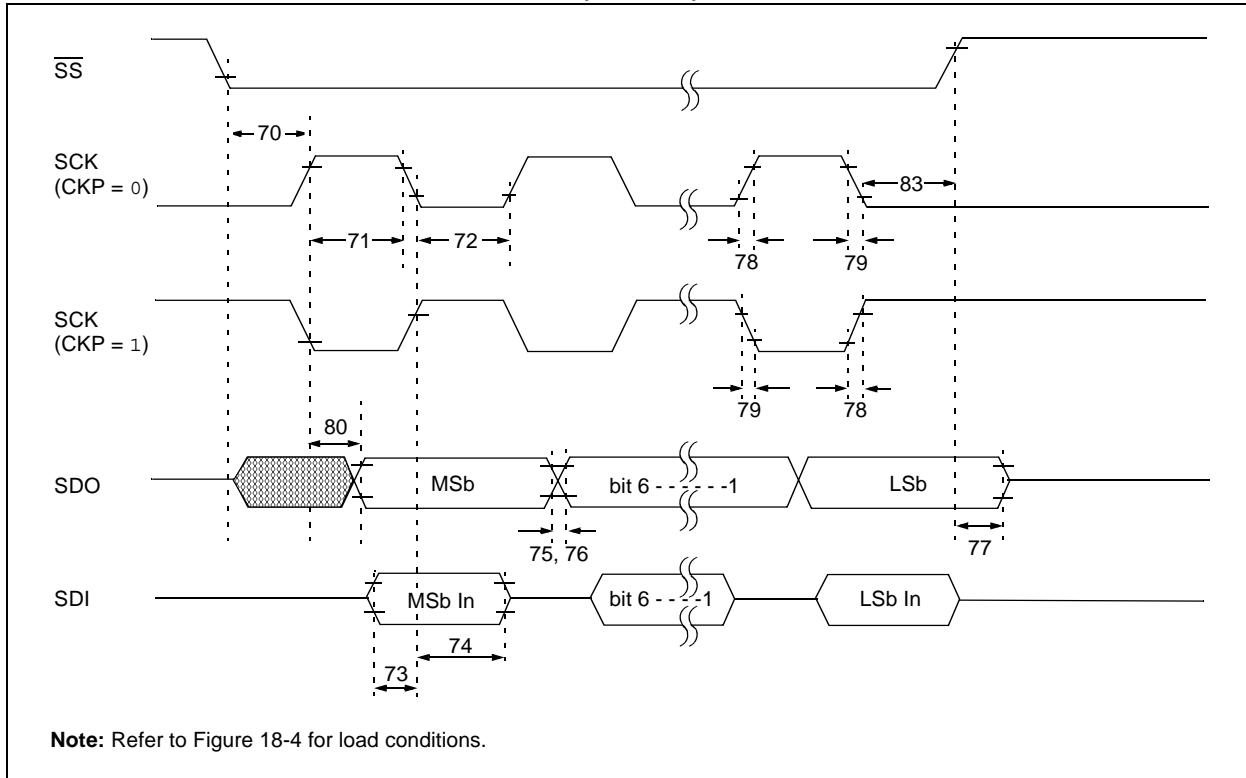 SS
70
SCK
(CKP = 0)
71
72
78
79
83
SCK
(CKP = 1)
79
78
80
SDO
MSb
bit 6 - - - - - -1
LSb
75, 76
77
SDI
MSb In
bit 6 - - - -1
LSb In
74
73
Note: Refer to Figure 18-4 for load conditions.